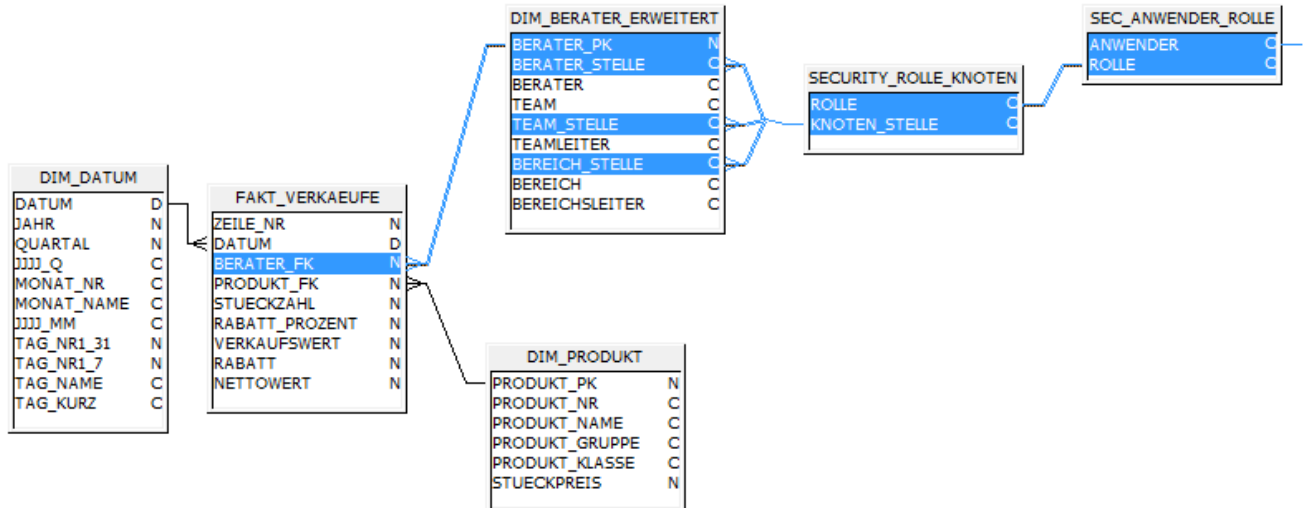 DIM_BERATER_ERWEITERT
BERATER_PK N
BERATER_STELLE C
BERATER C
TEAM C
TEAM_STELLE C
TEAMLEITER C
BEREICH_STELLE C
BEREICH C
BEREICHSLEITER C
SEC_ANWENDER_ROLLE
ANWENDER C
ROLLE C
SECURITY_ROLLE_KNOTEN
ROLLE C
KNOTEN_STELLE C
DIM_DATUM
DATUM D
JAHR N
QUARTAL N
JJJJ_Q C
MONAT_NR C
MONAT_NAME C
JJJJ_MM C
TAG_NR1_31 N
TAG_NR1_7 N
TAG_NAME C
TAG_KURZ C
FAKT_VERKAEUFE
ZEILE_NR N
DATUM D
BERATER_FK N
PRODUKT_FK N
STUECKZAHL N
RABATT_PROZENT N
VERKAUFSWERT N
RABATT N
NETTOWERT N
DIM_PRODUKT
PRODUKT_PK N
PRODUKT_NR C
PRODUKT_NAME C
PRODUKT_GRUPPE C
PRODUKT_KLASSE C
STUECKPREIS N